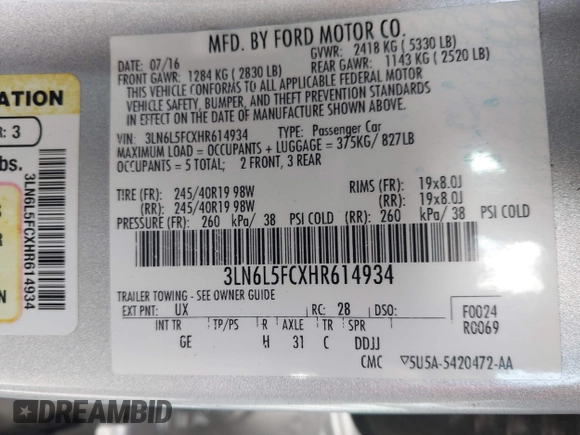 MFD. BY FORD MOTOR CO.
DATE: 07/16 GVWR: 2418 KG ( 5330 LB)
FRONT GAWR: 1284 KG ( 2830 LB) REAR GAWR: 1143 KG ( 2520 LB)
THIS VEHICLE CONFORMS TO ALL APPLICABLE FEDERAL MOTOR
VEHICLE SAFETY, BUMPER, AND THEFT PREVENTION STANDARDS
IN EFFECT ON THE DATE OF MANUFACTURE SHOWN ABOVE.
VIN: 3LN6L5FCXHR614934 TYPE: Passenger Car
MAXIMUM LOAD = OCCUPANTS + LUGGAGE = 375KG/ 827LB
OCCUPANTS = 5 TOTAL; 2 FRONT, 3 REAR
TIRE (FR): 245/40R19 98W RIMS (FR): 19x8.0J
(RR): 245/40R19 98W (RR): 19x8.0J
PRESSURE (FR): 260 kPa/ 38 PSI COLD (RR): 260 kPa/ 38 PSI COLD
3LN6L5FCXHR614934
TRAILER TOWING - SEE OWNER GUIDE
EXT PNT: UX RC: 28 DSO: F0024
R0069
INT TR TP/PS R AXLE TR SPR
GE H 31 C DDJJ
CMC ▽5U5A-5420472-AA
ATION
R: 3
bs.
3LN6L5FCXHR614934
S
R
N
DREAMBID